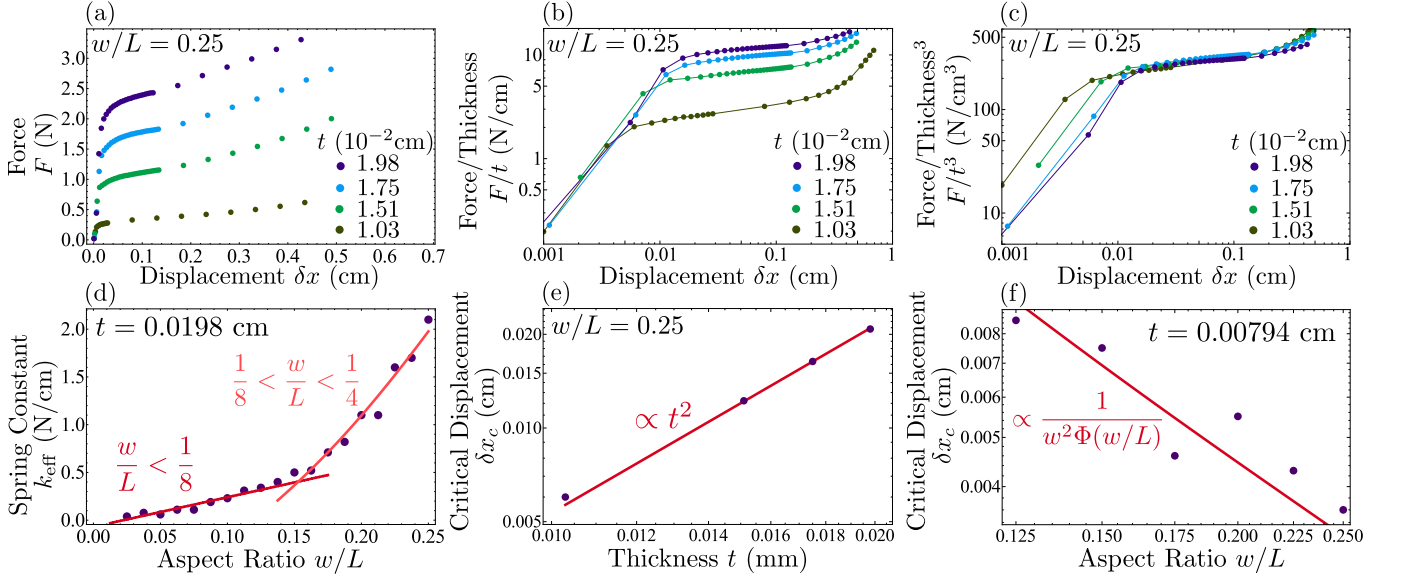 (a)
w/L = 0.25
Force
F (N)
3.0
2.5
2.0
1.5
1.0
0.5
0.0
t (10⁻²cm)
1.98
1.75
1.51
1.03
0.0 0.1 0.2 0.3 0.4 0.5 0.6 0.7
Displacement δx (cm)
(b)
w/L = 0.25
Force/Thickness
F/t (N/cm)
10
5
1
0.5
t (10⁻²cm)
1.98
1.75
1.51
1.03
0.001 0.01 0.1 1
Displacement δx (cm)
(c)
w/L = 0.25
Force/Thickness³
F/t³ (N/cm³)
500
100
50
10
t (10⁻²cm)
1.98
1.75
1.51
1.03
0.001 0.01 0.1 1
Displacement δx (cm)
(d)
t = 0.0198 cm
Spring Constant
k_eff (N/cm)
2.0
1.5
1.0
0.5
0.0
1/8 < w/L < 1/4
w/L < 1/8
0.00 0.05 0.10 0.15 0.20 0.25
Aspect Ratio w/L
(e)
w/L = 0.25
Critical Displacement
δx_c (cm)
0.020
0.015
0.010
0.005
∝ t²
0.010 0.012 0.014 0.016 0.018 0.020
Thickness t (mm)
(f)
t = 0.00794 cm
Critical Displacement
δx_c (cm)
0.008
0.007
0.006
0.005
0.004
∝ 1/(w²Φ(w/L))
0.125 0.150 0.175 0.200 0.225 0.250
Aspect Ratio w/L